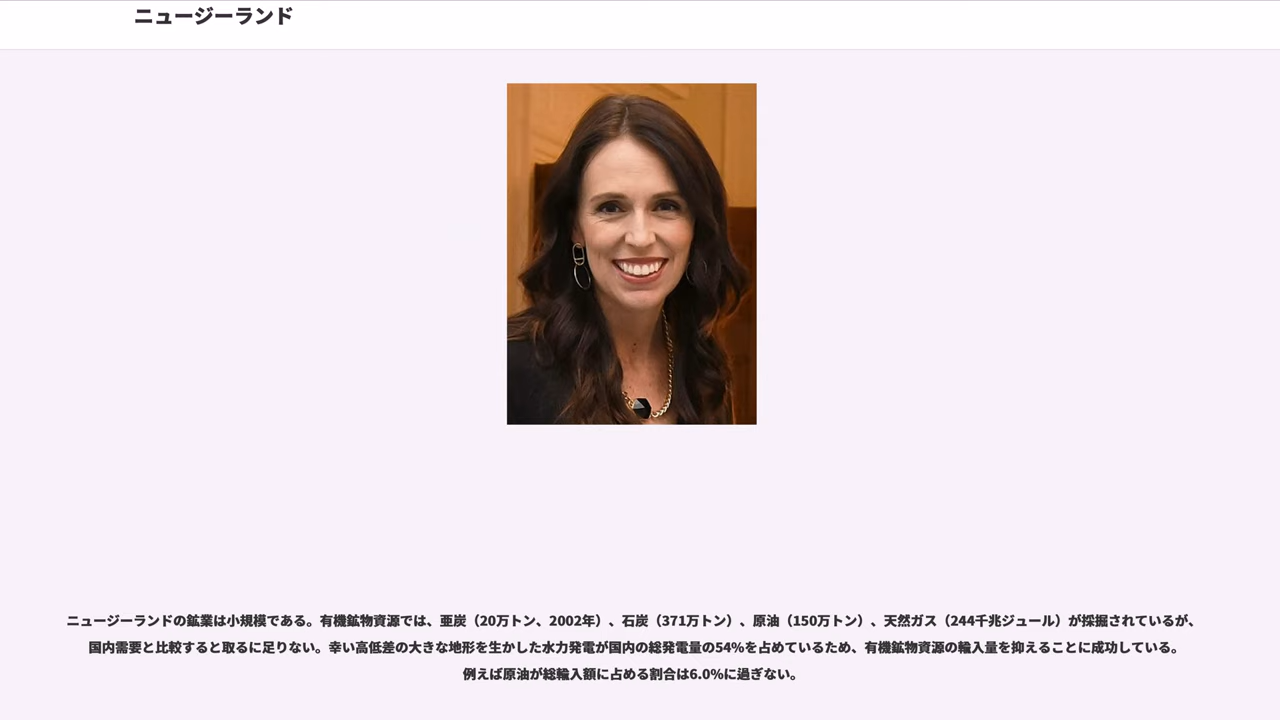 ニュージーランド
ニュージーランドの鉱業は小規模である。有機鉱物資源では、亜炭（20万トン、2002年）、石炭（371万トン）、原油（150万トン）、天然ガス（244千兆ジュール）が採掘されているが、
国内需要と比較すると取るに足りない。幸い高低差の大きな地形を生かした水力発電が国内の総発電量の54%を占めているため、有機鉱物資源の輸入量を抑えることに成功している。
例えば原油が総輸入額に占める割合は6.0%に過ぎない。